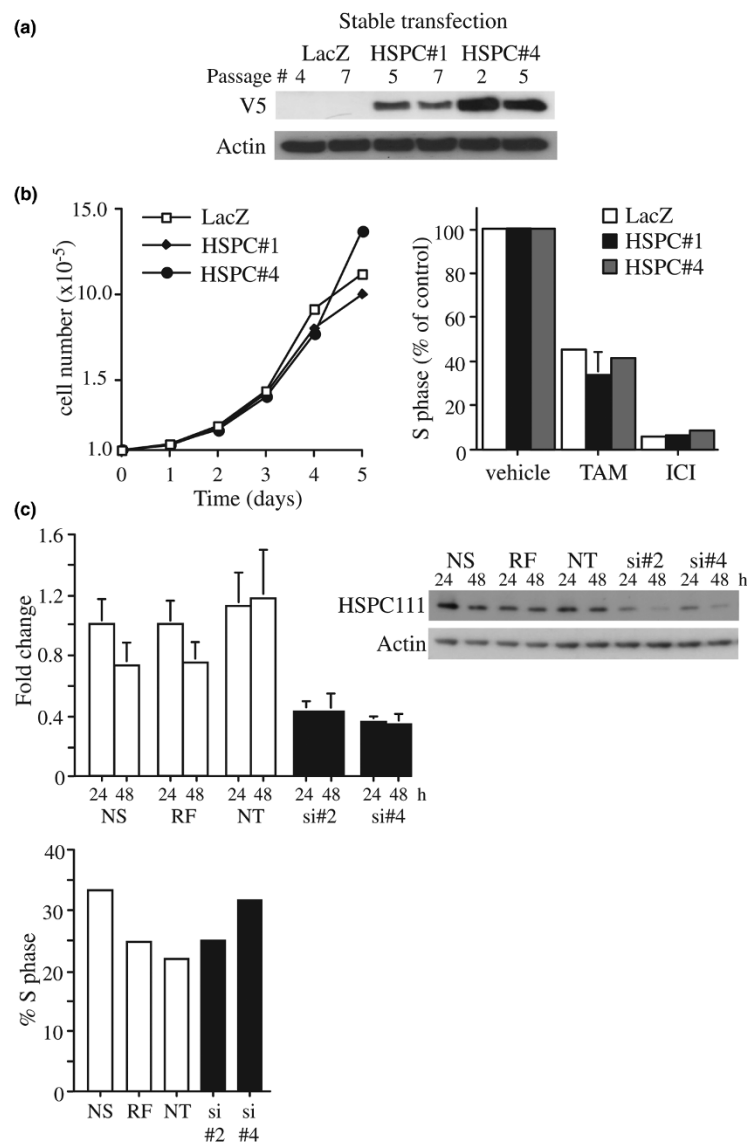 (a)
Stable transfection
LacZ HSPC#1 HSPC#4
Passage # 4 7 5 7 2 5
V5
Actin
(b)
15.0
10.0
1.5
1.0
cell number (x10-5)
LacZ
HSPC#1
HSPC#4
0 1 2 3 4 5
Time (days)
S phase (% of control)
100
80
60
40
20
0
LacZ
HSPC#1
HSPC#4
vehicle TAM ICI
(c)
Fold change
1.6
1.2
0.8
0.4
0
24 48 24 48 24 48 24 48 24 48 h
NS RF NT si#2 si#4
NS RF NT si#2 si#4
24 48 24 48 24 48 24 48 24 48 h
HSPC111
Actin
% S phase
40
30
20
10
0
NS RF NT si si
#2 #4